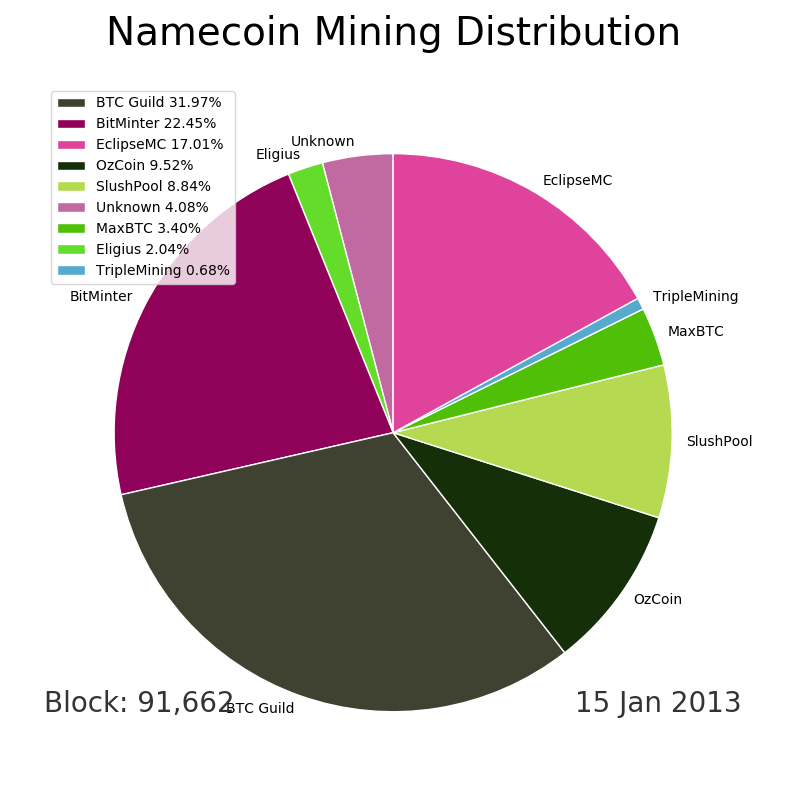 Namecoin Mining Distribution
BTC Guild 31.97%
BitMinter 22.45%
EclipseMC 17.01%
OzCoin 9.52%
SlushPool 8.84%
Unknown 4.08%
MaxBTC 3.40%
Eligius 2.04%
TripleMining 0.68%
Unknown
Eligius
EclipseMC
BitMinter
TripleMining
MaxBTC
SlushPool
OzCoin
BTC Guild
Block: 91,662
15 Jan 2013